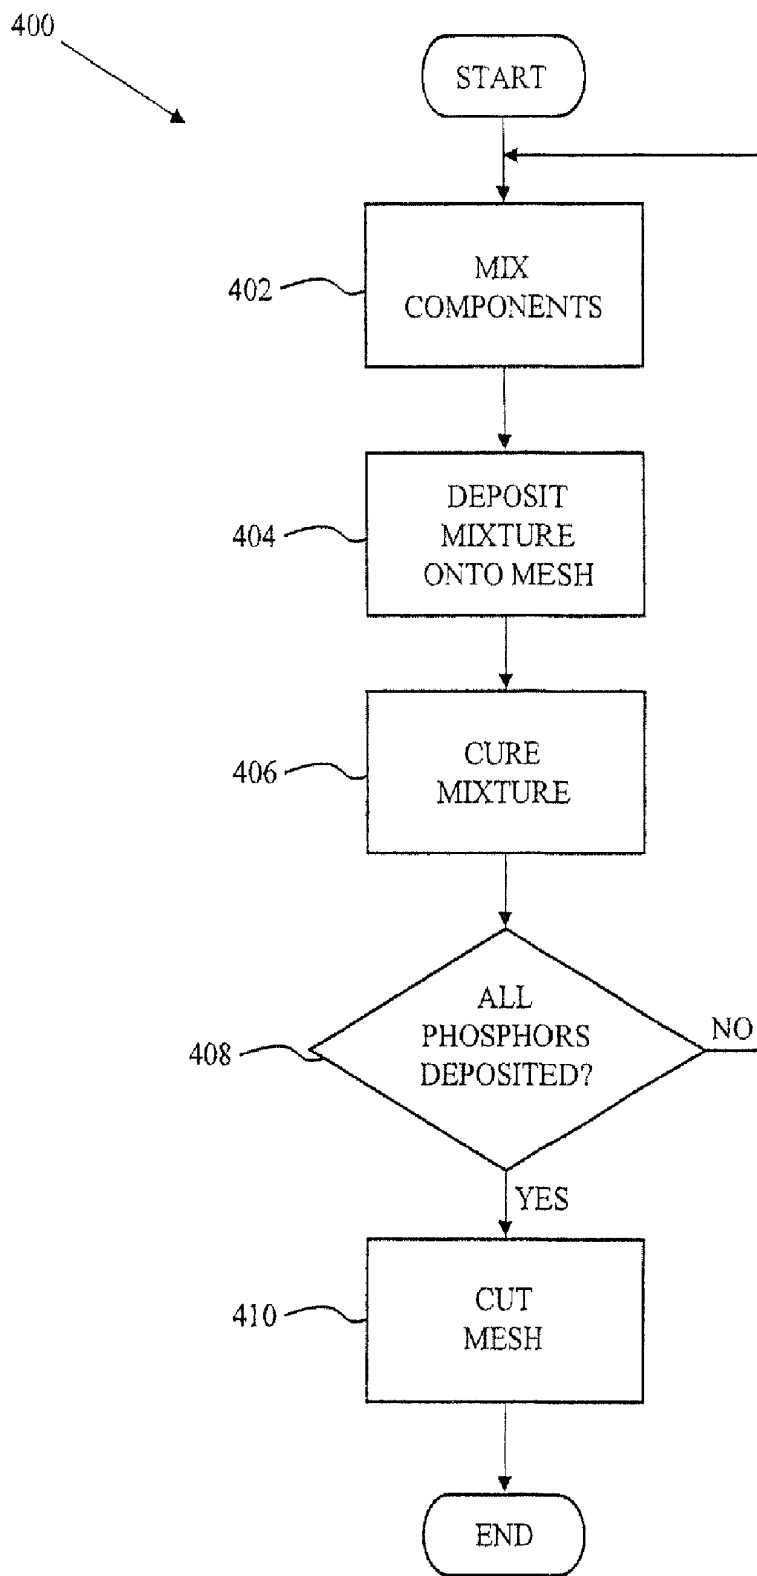 400
START
402
MIX
COMPONENTS
404
DEPOSIT
MIXTURE
ONTO MESH
406
CURE
MIXTURE
408
ALL
PHOSPHORS
DEPOSITED?
NO
YES
410
CUT
MESH
END